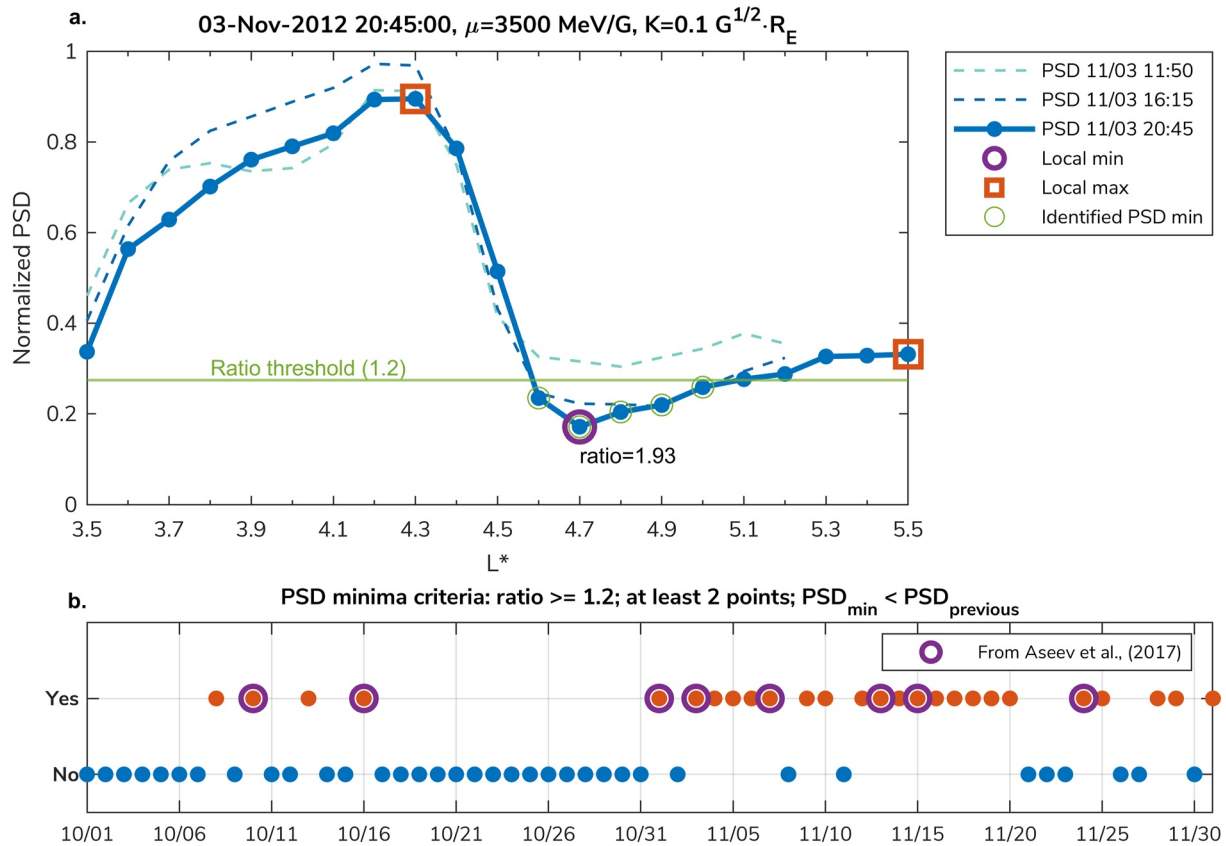 a.
03-Nov-2012 20:45:00, μ=3500 MeV/G, K=0.1 G^1/2·R_E
1
0.8
0.6
0.4
0.2
0
Normalized PSD
Ratio threshold (1.2)
ratio=1.93
3.5 3.7 3.9 4.1 4.3 4.5 4.7 4.9 5.1 5.3 5.5
L*
PSD 11/03 11:50
PSD 11/03 16:15
PSD 11/03 20:45
Local min
Local max
Identified PSD min
b.
PSD minima criteria: ratio >= 1.2; at least 2 points; PSD_min < PSD_previous
From Aseev et al., (2017)
Yes
No
10/01 10/06 10/11 10/16 10/21 10/26 10/31 11/05 11/10 11/15 11/20 11/25 11/30